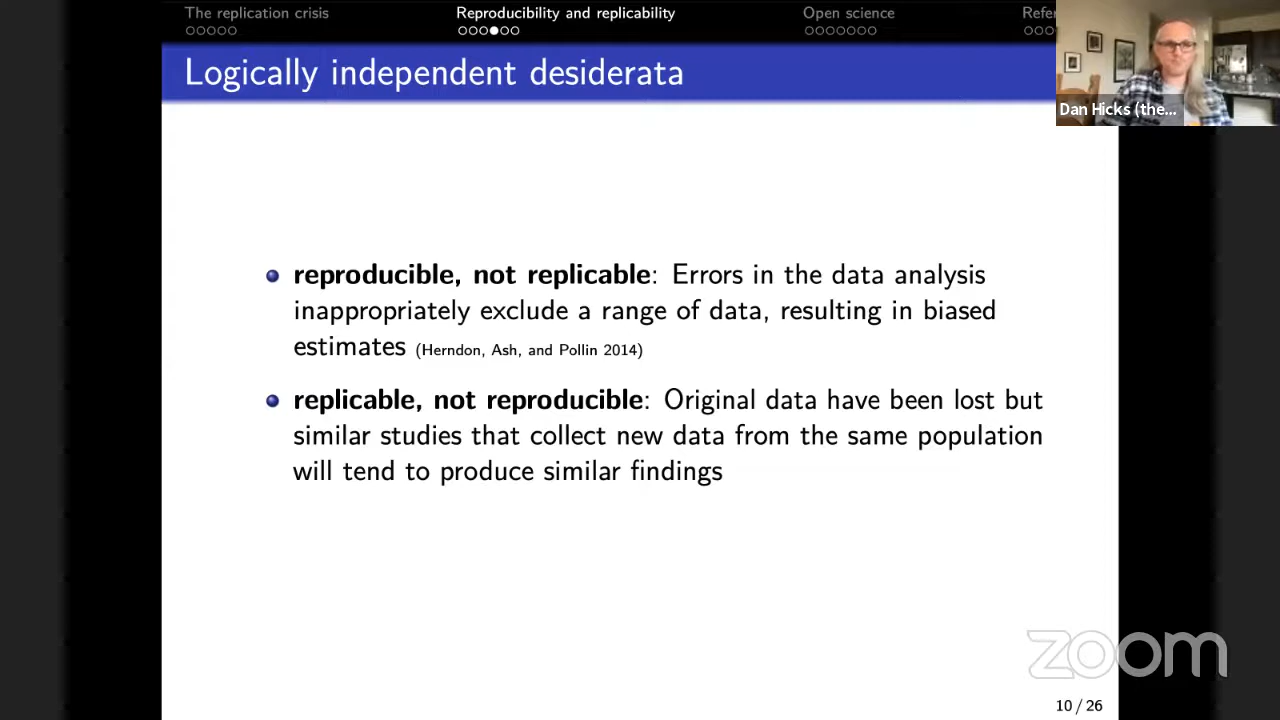 The replication crisis
Reproducibility and replicability
Open science
Refer
Logically independent desiderata
Dan Hicks (the...
reproducible, not replicable: Errors in the data analysis
inappropriately exclude a range of data, resulting in biased
estimates (Herndon, Ash, and Pollin 2014)
replicable, not reproducible: Original data have been lost but
similar studies that collect new data from the same population
will tend to produce similar findings
zoom
10 / 26